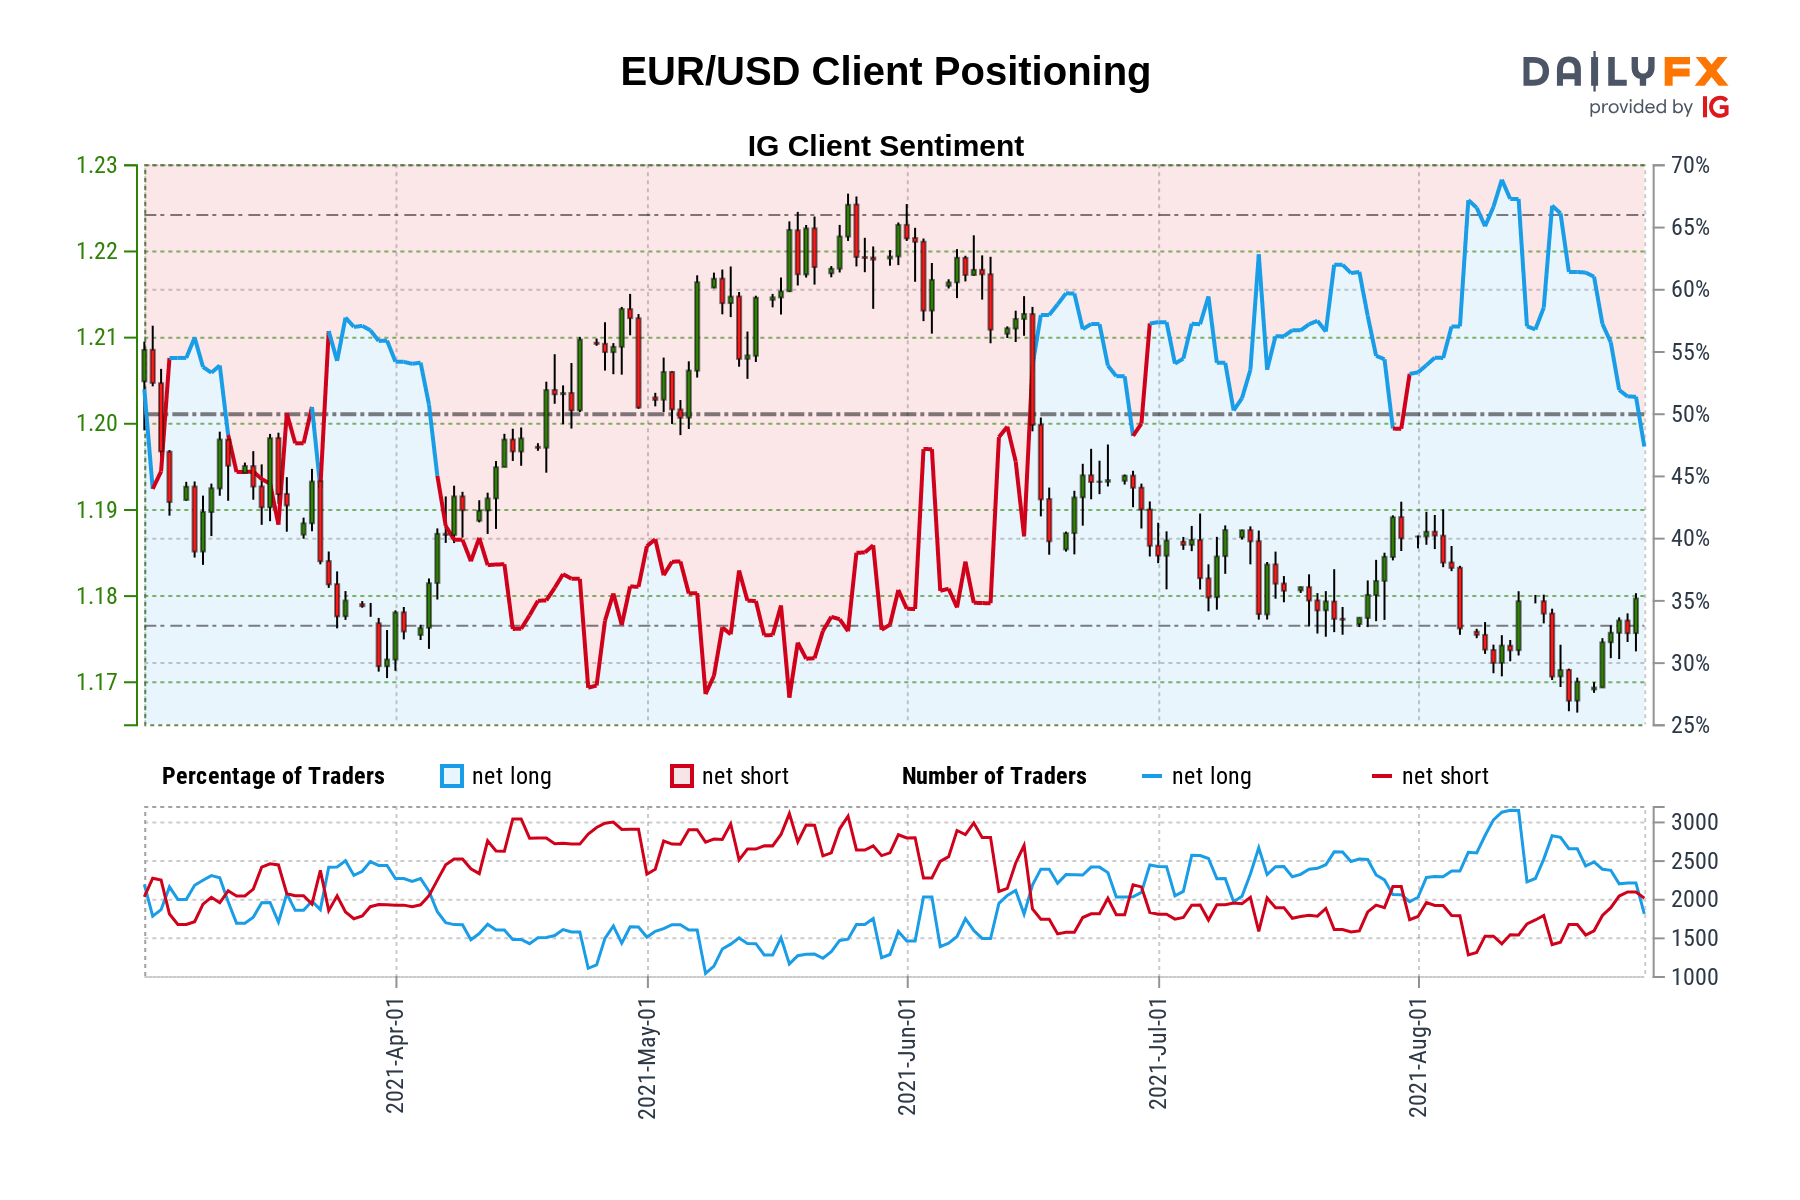 EUR/USD Client Positioning
DAILYFX
provided by IG
IG Client Sentiment
1.23
1.22
1.21
1.20
1.19
1.18
1.17
70%
65%
60%
55%
50%
45%
40%
35%
30%
25%
Percentage of Traders net long net short Number of Traders net long net short
3000
2500
2000
1500
1000
2021-Apr-01
2021-May-01
2021-Jun-01
2021-Jul-01
2021-Aug-01